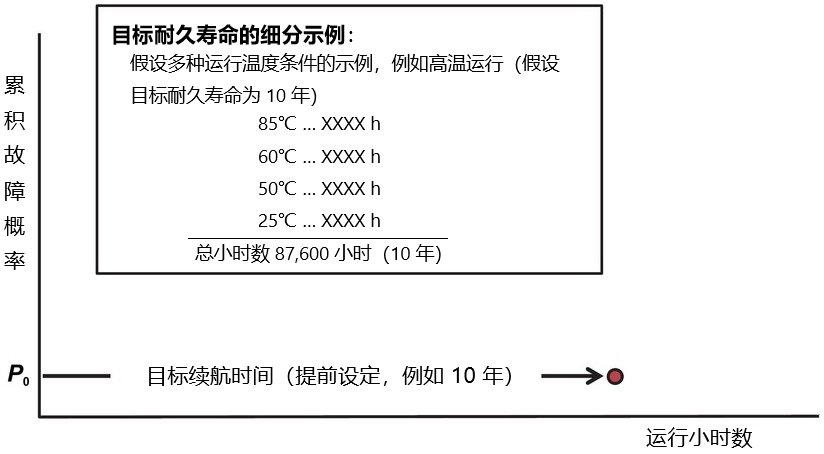 目标耐久寿命的细分示例：
假设多种运行温度条件的示例，例如高温运行（假设
目标耐久寿命为 10 年)
85℃ ... XXXX h
60℃ ... XXXX h
50℃ ... XXXX h
25℃ ... XXXX h
总小时数 87,600 小时（10 年)
累积故障概率
P₀
目标续航时间（提前设定，例如 10 年）
运行小时数